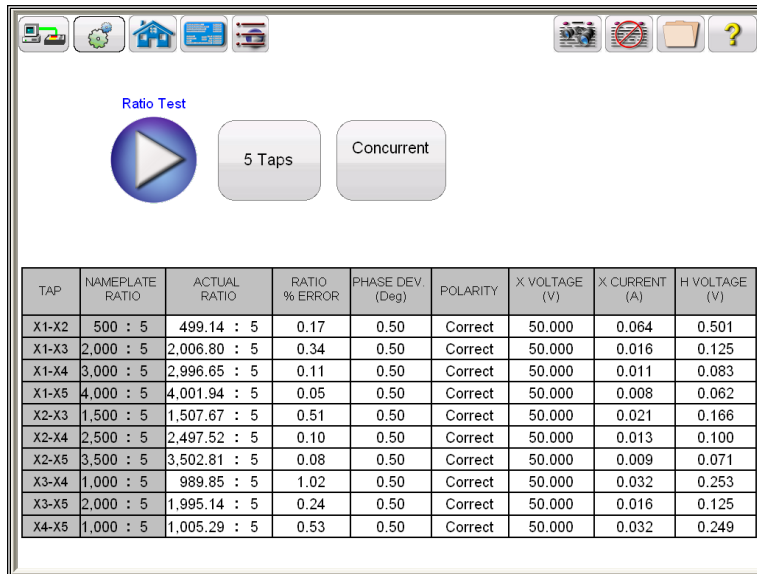 ?
Ratio Test
5 Taps
Concurrent
TAP NAMEPLATE RATIO ACTUAL RATIO RATIO % ERROR PHASE DEV. (Deg) POLARITY X VOLTAGE (V) X CURRENT (A) H VOLTAGE (V)
X1-X2 500 : 5 499.14 : 5 0.17 0.50 Correct 50.000 0.064 0.501
X1-X3 2,000 : 5 2,006.80 : 5 0.34 0.50 Correct 50.000 0.016 0.125
X1-X4 3,000 : 5 2,996.65 : 5 0.11 0.50 Correct 50.000 0.011 0.083
X1-X5 4,000 : 5 4,001.94 : 5 0.05 0.50 Correct 50.000 0.008 0.062
X2-X3 1,500 : 5 1,507.67 : 5 0.51 0.50 Correct 50.000 0.021 0.166
X2-X4 2,500 : 5 2,497.52 : 5 0.10 0.50 Correct 50.000 0.013 0.100
X2-X5 3,500 : 5 3,502.81 : 5 0.08 0.50 Correct 50.000 0.009 0.071
X3-X4 1,000 : 5 989.85 : 5 1.02 0.50 Correct 50.000 0.032 0.253
X3-X5 2,000 : 5 1,995.14 : 5 0.24 0.50 Correct 50.000 0.016 0.125
X4-X5 1,000 : 5 1,005.29 : 5 0.53 0.50 Correct 50.000 0.032 0.249